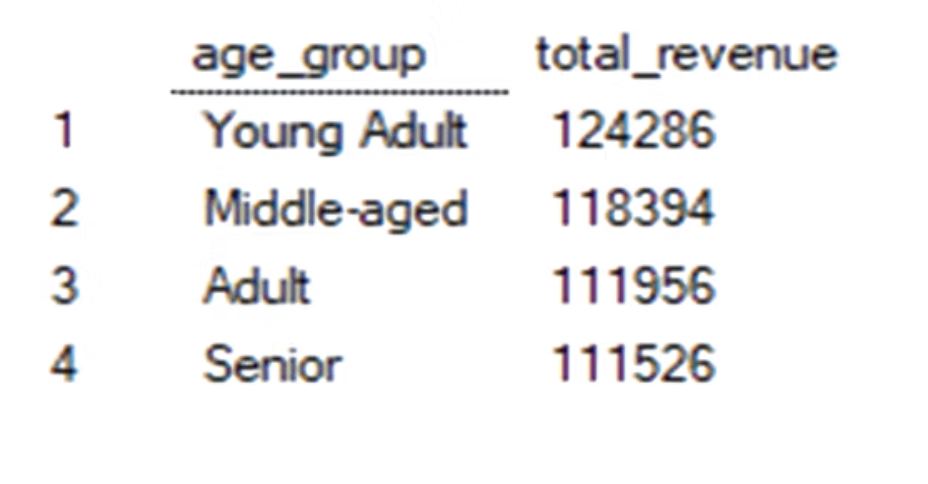 age_group total_revenue
1 Young Adult 124286
2 Middle-aged 118394
3 Adult 111956
4 Senior 111526